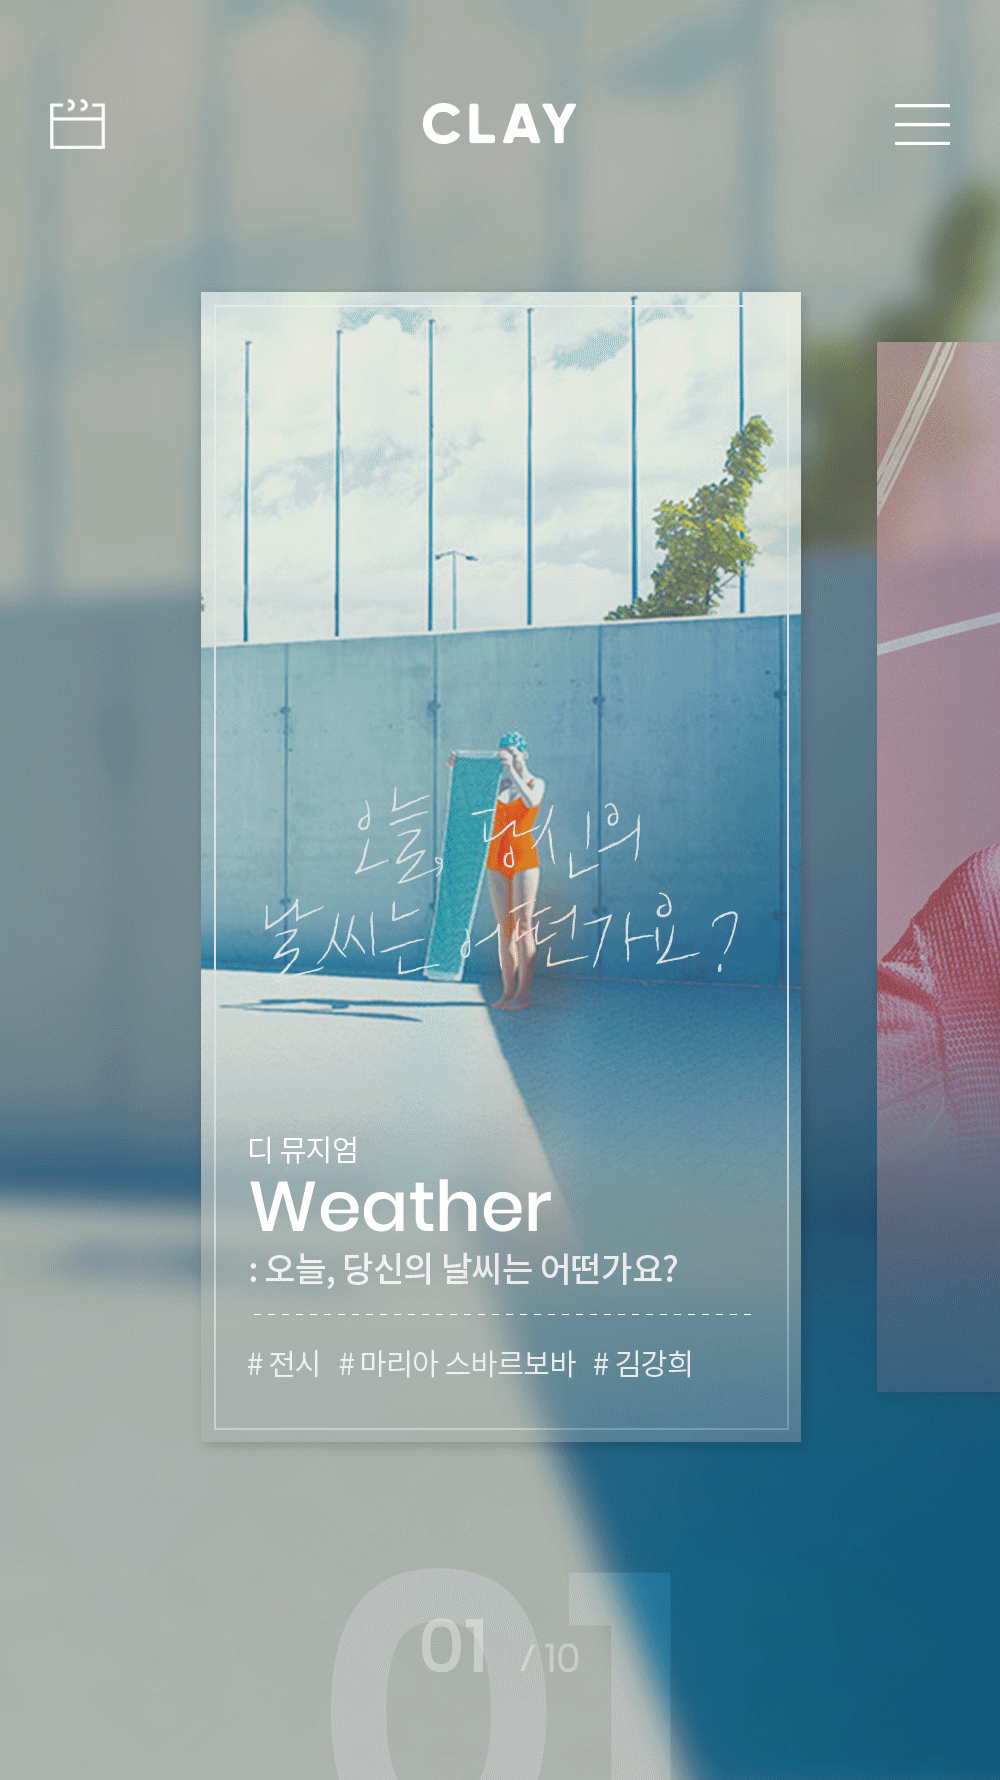 CLAY
오늘, 당신의
날씨는 어떤가요?
디 뮤지엄
Weather
: 오늘, 당신의 날씨는 어떤가요?
# 전시 # 마리아 스바르보바 # 김강희
01
01 / 10